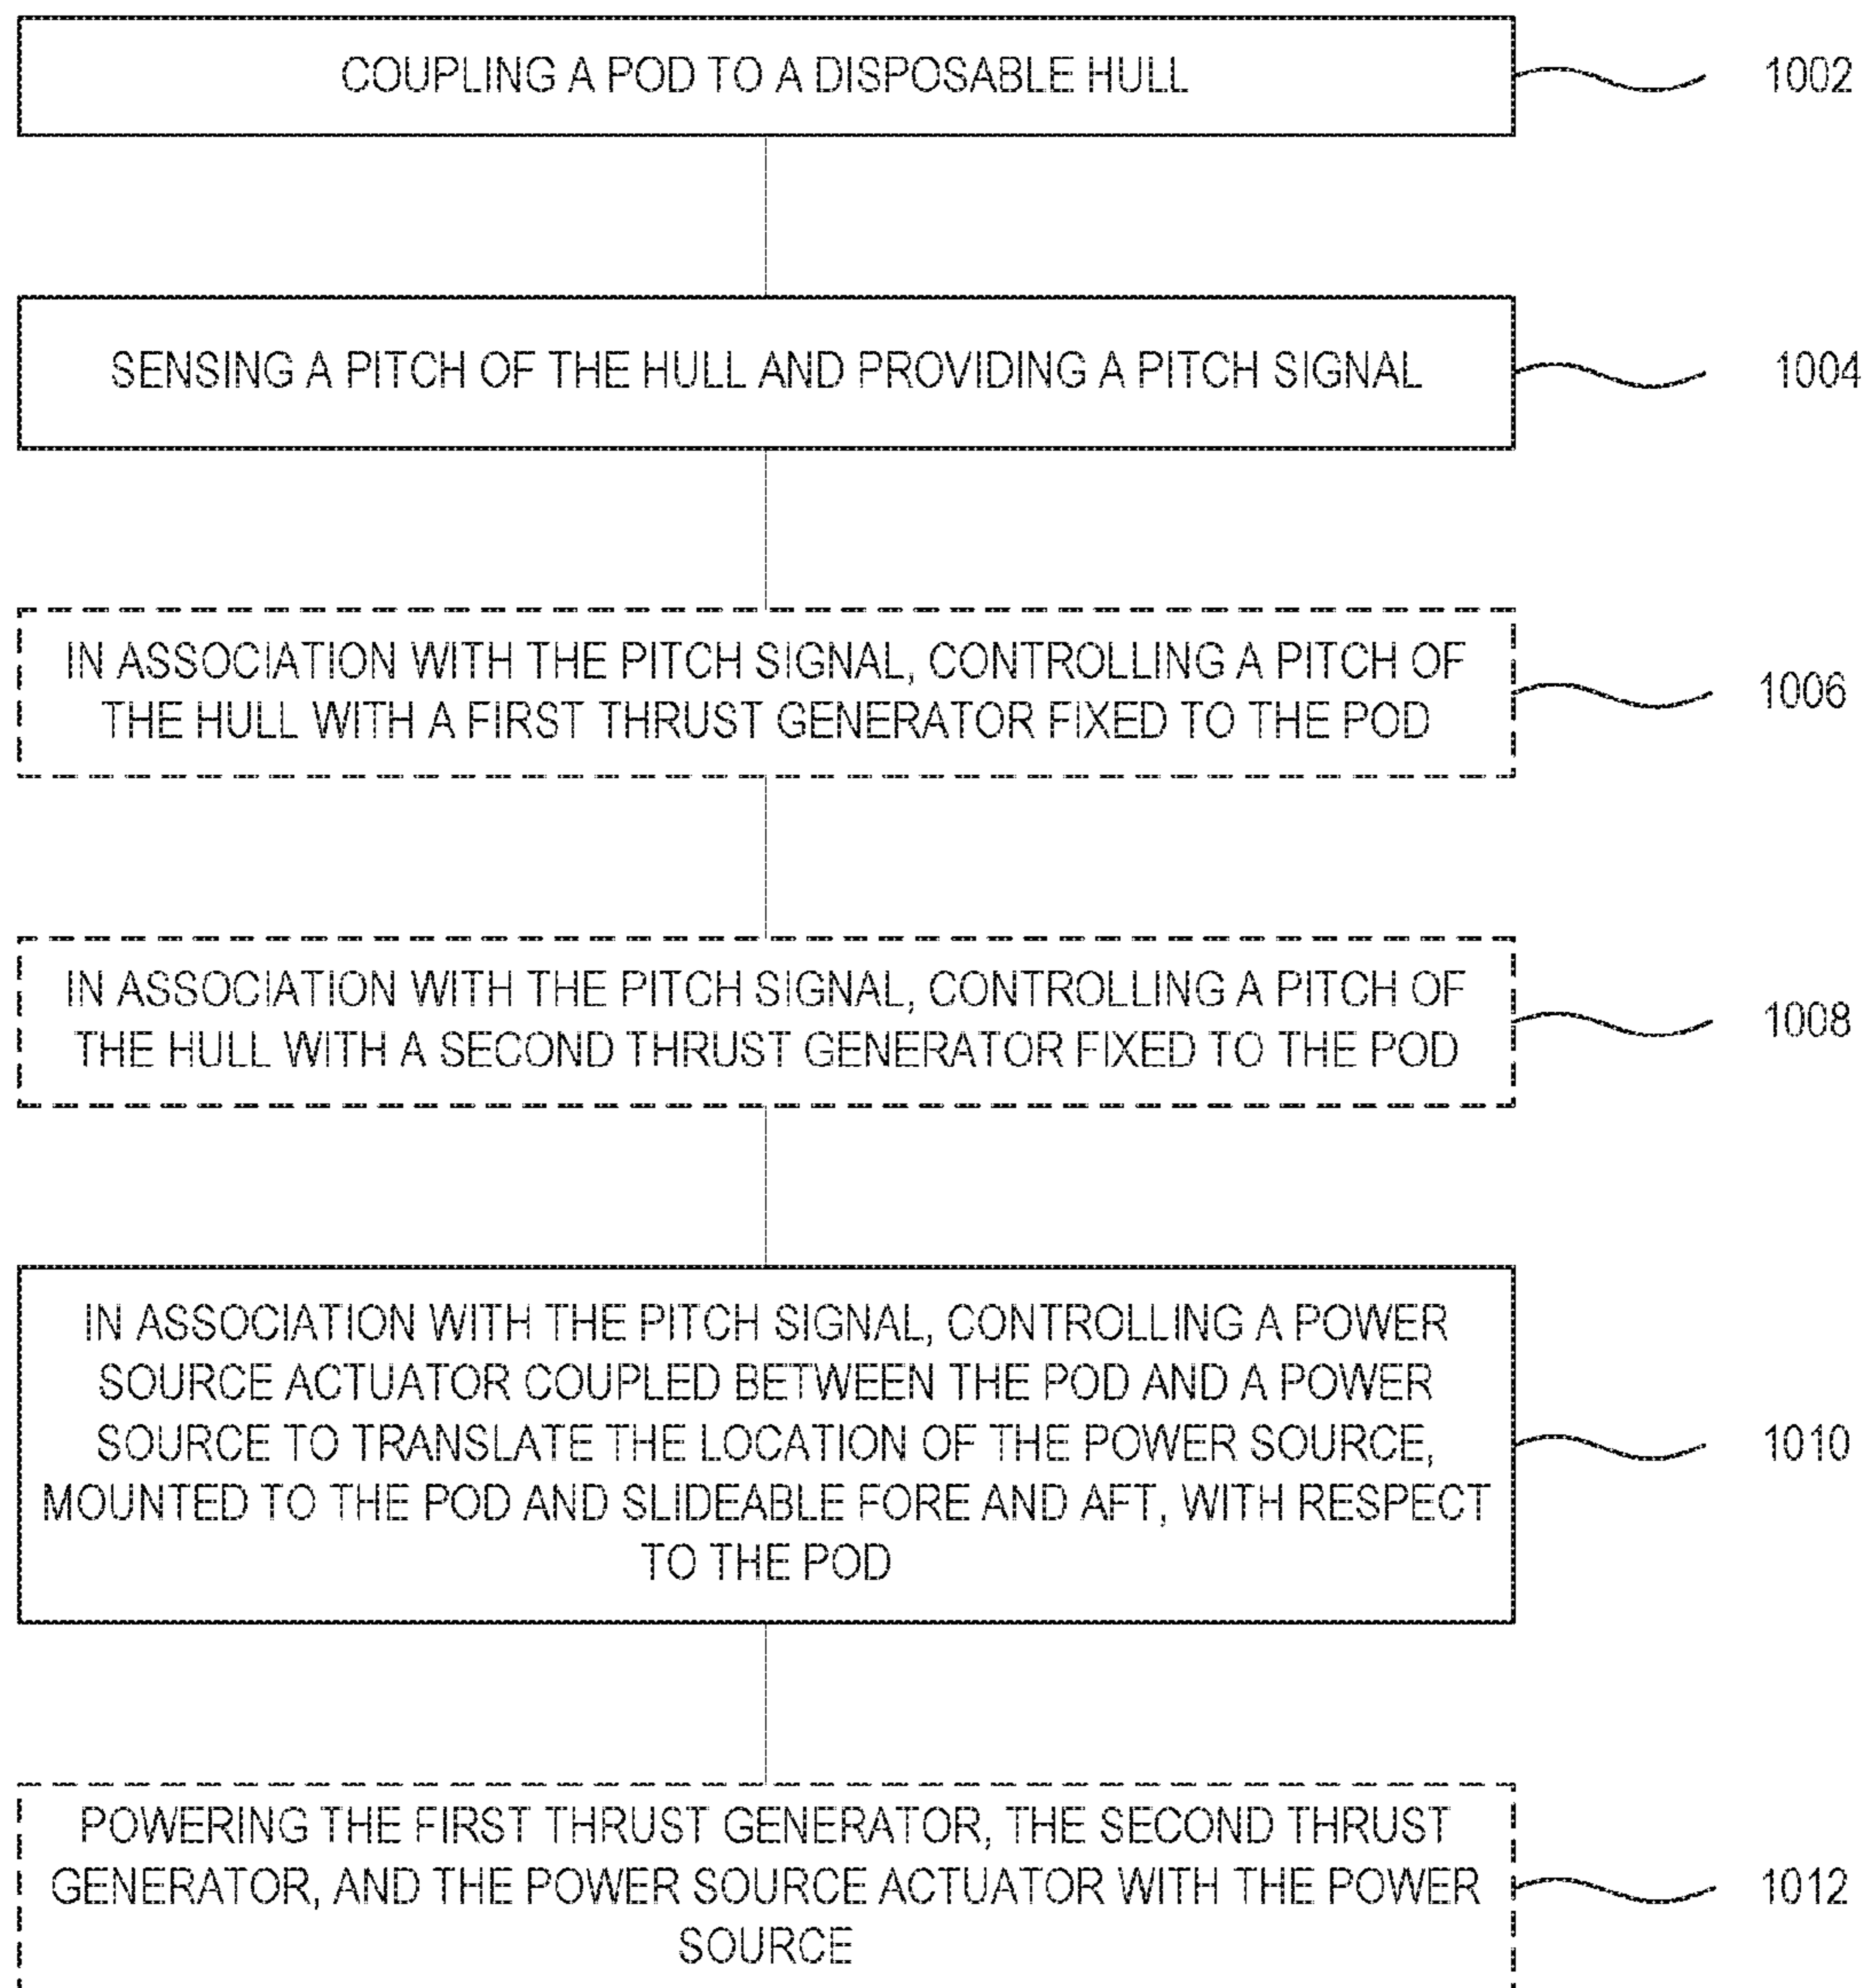 COUPLING A POD TO A DISPOSABLE HULL
1002
SENSING A PITCH OF THE HULL AND PROVIDING A PITCH SIGNAL
1004
IN ASSOCIATION WITH THE PITCH SIGNAL, CONTROLLING A PITCH OF
THE HULL WITH A FIRST THRUST GENERATOR FIXED TO THE POD
1006
IN ASSOCIATION WITH THE PITCH SIGNAL, CONTROLLING A PITCH OF
THE HULL WITH A SECOND THRUST GENERATOR FIXED TO THE POD
1008
IN ASSOCIATION WITH THE PITCH SIGNAL, CONTROLLING A POWER
SOURCE ACTUATOR COUPLED BETWEEN THE POD AND A POWER
SOURCE TO TRANSLATE THE LOCATION OF THE POWER SOURCE,
MOUNTED TO THE POD AND SLIDEABLE FORE AND AFT, WITH RESPECT
TO THE POD
1010
POWERING THE FIRST THRUST GENERATOR, THE SECOND THRUST
GENERATOR, AND THE POWER SOURCE ACTUATOR WITH THE POWER
SOURCE
1012